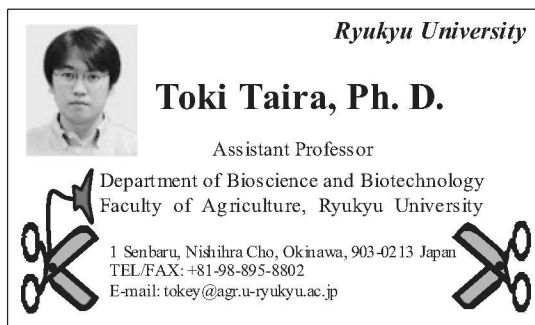 Ryukyu University
Toki Taira, Ph. D.
Assistant Professor
Department of Bioscience and Biotechnology
Faculty of Agriculture, Ryukyu University
1 Senbaru, Nishihra Cho, Okinawa, 903-0213 Japan
TEL/FAX: +81-98-895-8802
E-mail: tokey@agr.u-ryukyu.ac.jp